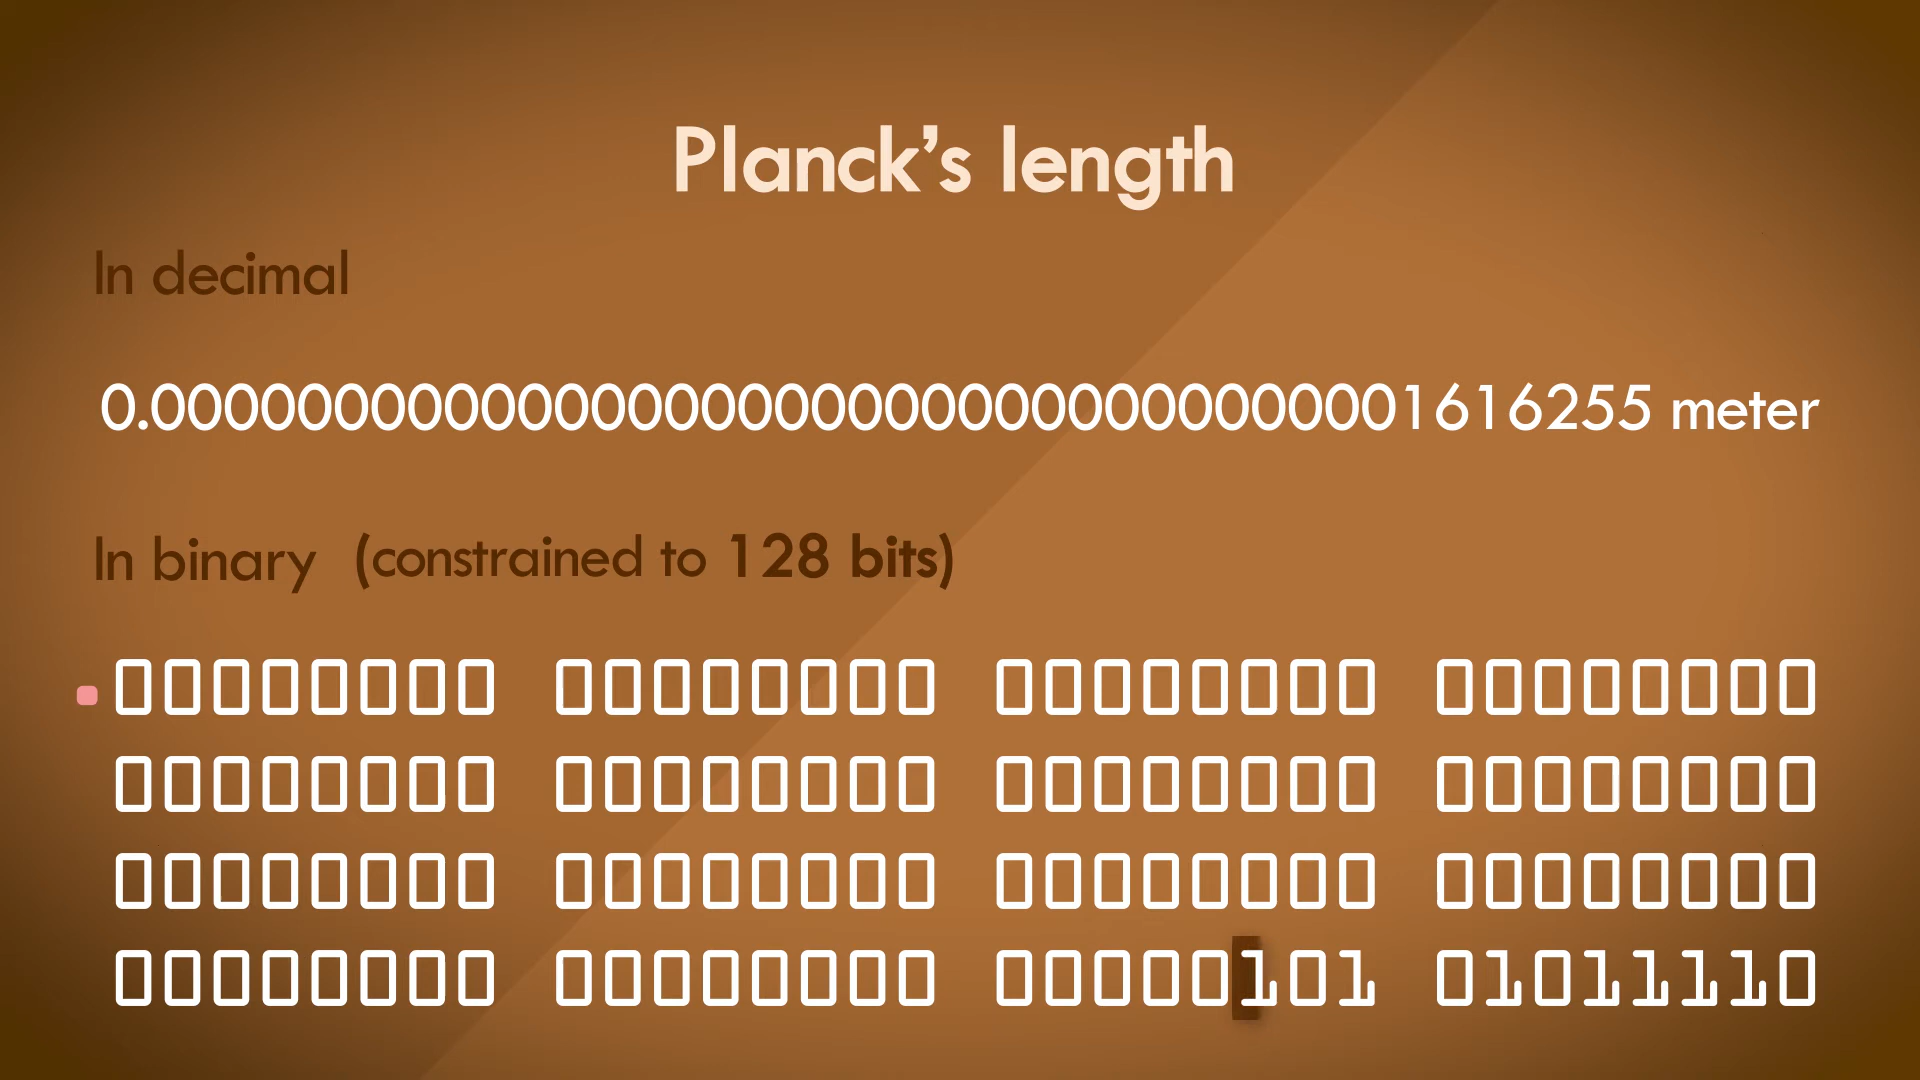 Planck’s length
In decimal
0.00000000000000000000000000000000001616255 meter
In binary (constrained to 128 bits)
.00000000 00000000 00000000 00000000
00000000 00000000 00000000 00000000
00000000 00000000 00000000 00000000
00000000 00000000 00000101 01011110